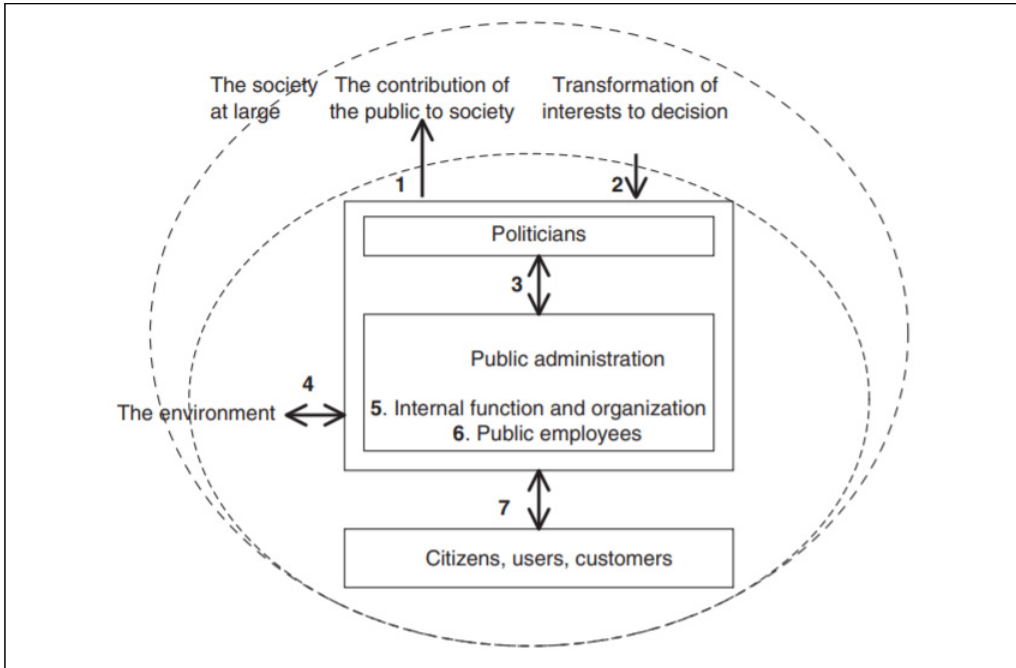 The society
at large
The contribution of
the public to society
Transformation of
interests to decision
1
2
Politicians
3
Public administration
4
The environment
5. Internal function and organization
6. Public employees
7
Citizens, users, customers